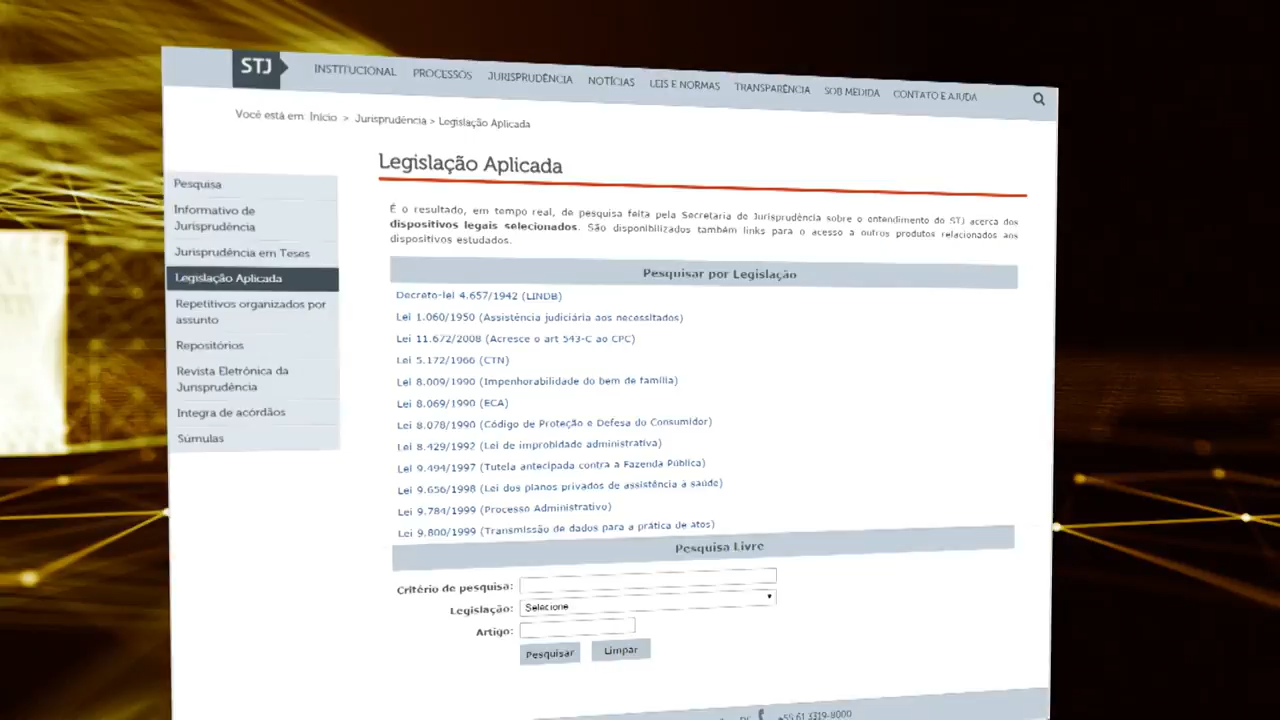 STJ INSTITUCIONAL PROCESSOS JURISPRUDÊNCIA NOTÍCIAS LEIS E NORMAS TRANSPARÊNCIA SOB MEDIDA CONTATO E AJUDA
Você está em: Início > Jurisprudência > Legislação Aplicada
Legislação Aplicada
Pesquisa
Informativo de
Jurisprudência
Jurisprudência em Teses
Legislação Aplicada
Repetitivos organizados por
assunto
Repositórios
Revista Eletrônica da
Jurisprudência
Integra de acórdãos
Súmulas
É o resultado, em tempo real, de pesquisa feita pela Secretaria de Jurisprudência sobre o entendimento do STJ acerca dos
dispositivos legais selecionados. São disponibilizados também links para o acesso a outros produtos relacionados aos
dispositivos estudados.
Pesquisar por Legislação
Decreto-lei 4.657/1942 (LINDB)
Lei 1.060/1950 (Assistência judiciária aos necessitados)
Lei 11.672/2008 (Acresce o art 543-C ao CPC)
Lei 5.172/1966 (CTN)
Lei 8.009/1990 (Impenhorabilidade do bem de família)
Lei 8.069/1990 (ECA)
Lei 8.078/1990 (Código de Proteção e Defesa do Consumidor)
Lei 8.429/1992 (Lei de improbidade administrativa)
Lei 9.494/1997 (Tutela antecipada contra a Fazenda Pública)
Lei 9.656/1998 (Lei dos planos privados de assistência à saúde)
Lei 9.784/1999 (Processo Administrativo)
Lei 9.800/1999 (Transmissão de dados para a prática de atos)
Pesquisa Livre
Critério de pesquisa:
Legislação: Selecione
Artigo:
Pesquisar Limpar
+55 61 3319-8000